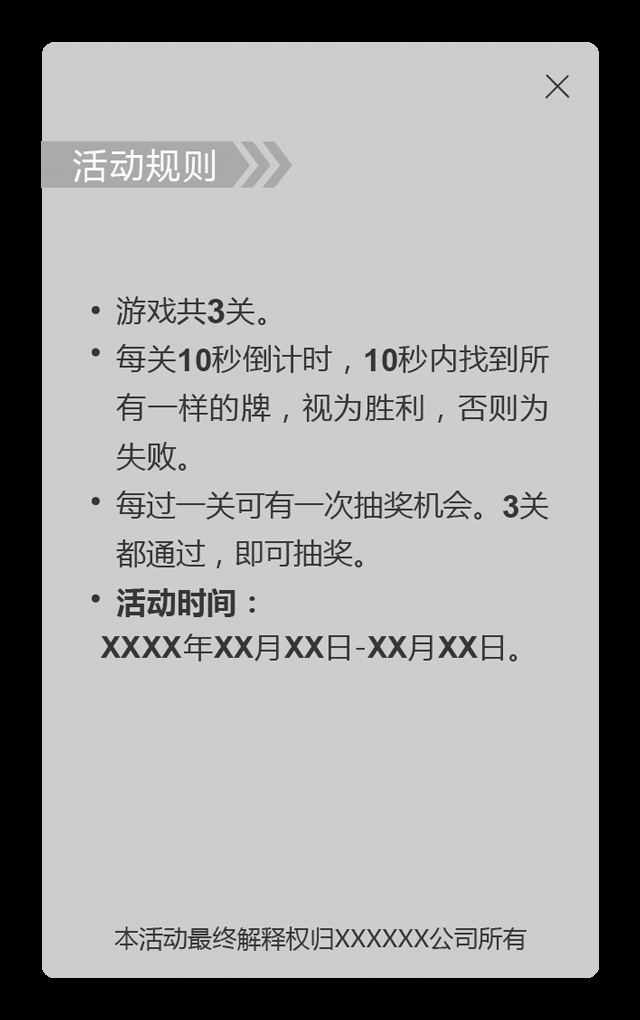 活动规则
• 游戏共3关。
• 每关10秒倒计时，10秒内找到所
有一样的牌，视为胜利，否则为
失败。
• 每过一关可有一次抽奖机会。3关
都通过，即可抽奖。
• 活动时间：
XXXX年XX月XX日-XX月XX日。
本活动最终解释权归XXXXXX公司所有